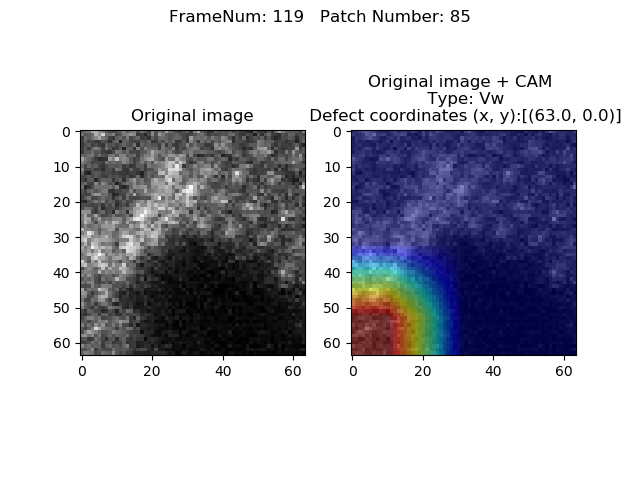 FrameNum: 119   Patch Number: 85
Original image
0
10
20
30
40
50
60
0 20 40 60
Original image + CAM
Type: Vw
Defect coordinates (x, y):[(63.0, 0.0)]
0
10
20
30
40
50
60
0 20 40 60